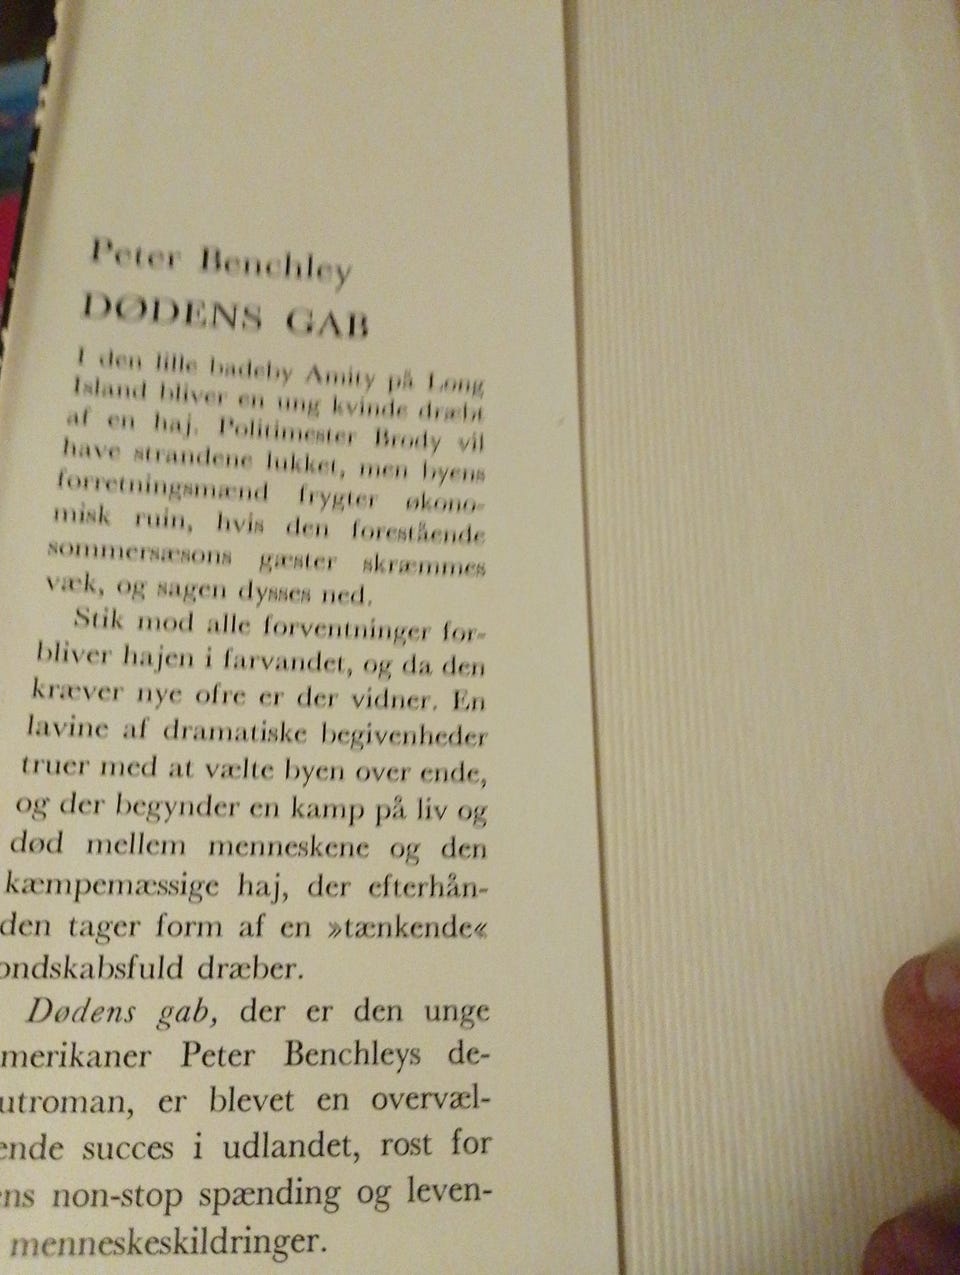 Peter Benchley
DØDENS GAB
I den lille badeby Amity på Long
Island bliver en ung kvinde dræbt
af en haj. Politimester Brody vil
have strandene lukket, men byens
forretningsmænd frygter økono-
misk ruin, hvis den forestående
sommersæsons gæster skræmmes
væk, og sagen dysses ned.
Stik mod alle forventninger for-
bliver hajen i farvandet, og da den
kræver nye ofre er der vidner. En
lavine af dramatiske begivenheder
truer med at vælte byen over ende,
og der begynder en kamp på liv og
død mellem menneskene og den
kæmpemæssige haj, der efterhån-
den tager form af en »tænkende«
ondskabsfuld dræber.
Dødens gab, der er den unge
merikaner Peter Benchleys de-
utroman, er blevet en overvæl-
ende succes i udlandet, rost for
ens non-stop spænding og leven-
menneskeskildringer.